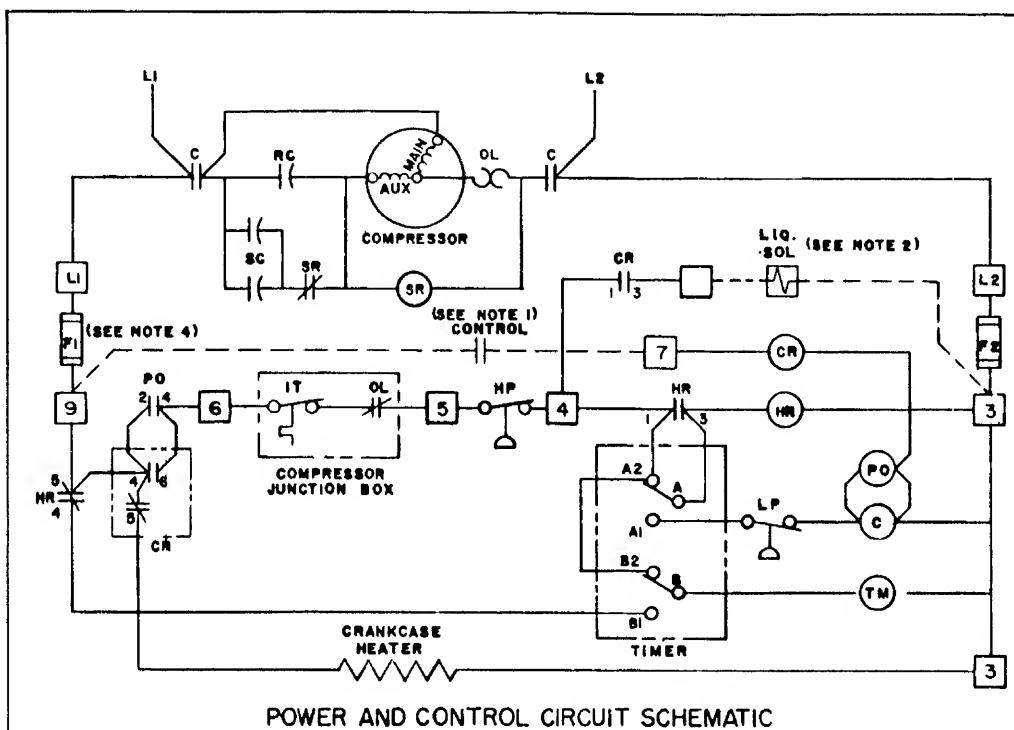 L1
L2
C
RC
MAIN
AUX
OL
C
COMPRESSOR
SC
SR
SR
CR
1 3
LIQ.
SOL
(SEE NOTE 2)
L1
L2
F1
(SEE NOTE 4)
(SEE NOTE 1)
CONTROL
7
CR
F2
9
PO
2 4
6
IT
OL
5
HP
4
HR
1 3
HR
3
COMPRESSOR
JUNCTION BOX
5
HR
4
4 6
5
CR
A2
A
A1
LP
PO
C
B2
B
B1
TM
TIMER
CRANKCASE
HEATER
3
POWER AND CONTROL CIRCUIT SCHEMATIC